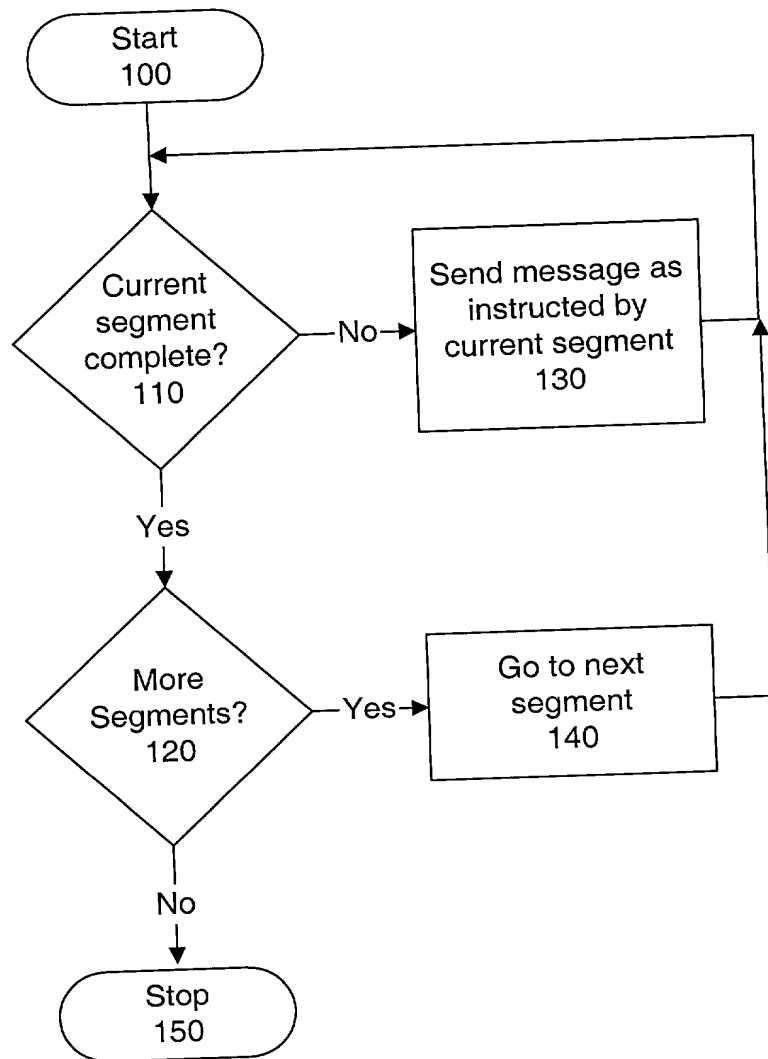 Start
100
Current
segment
complete?
110
No
Send message as
instructed by
current segment
130
Yes
More
Segments?
120
Yes
Go to next
segment
140
No
Stop
150